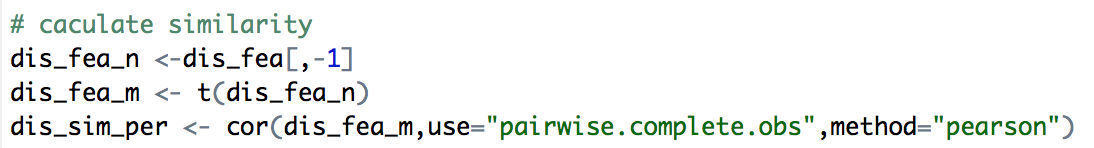 # caculate similarity
dis_fea_n <-dis_fea[,-1]
dis_fea_m <- t(dis_fea_n)
dis_sim_per <- cor(dis_fea_m,use="pairwise.complete.obs",method="pearson")